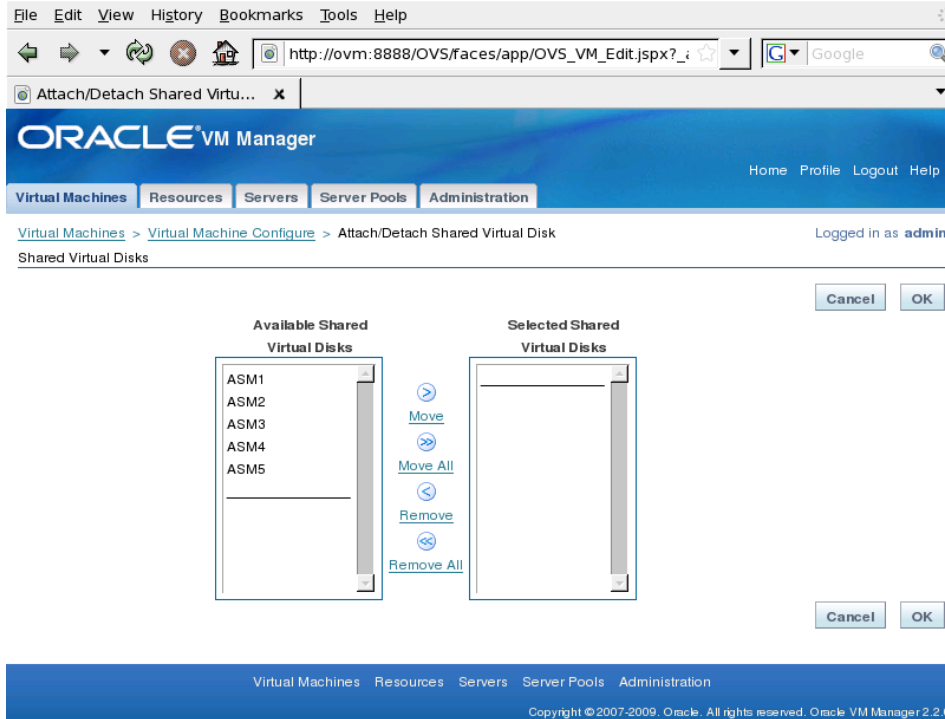 File Edit View History Bookmarks Tools Help
http://ovm:8888/OVS/faces/app/OVS_VM_Edit.jspx?_a
G Google
Attach/Detach Shared Virtu... x
ORACLE VM Manager
Home Profile Logout Help
Virtual Machines Resources Servers Server Pools Administration
Virtual Machines > Virtual Machine Configure > Attach/Detach Shared Virtual Disk
Logged in as admin
Shared Virtual Disks
Cancel OK
Available Shared Virtual Disks
Selected Shared Virtual Disks
ASM1
ASM2
ASM3
ASM4
ASM5
Move
Move All
Remove
Remove All
Cancel OK
Virtual Machines Resources Servers Server Pools Administration
Copyright © 2007-2009. Oracle. All rights reserved. Oracle VM Manager 2.2.